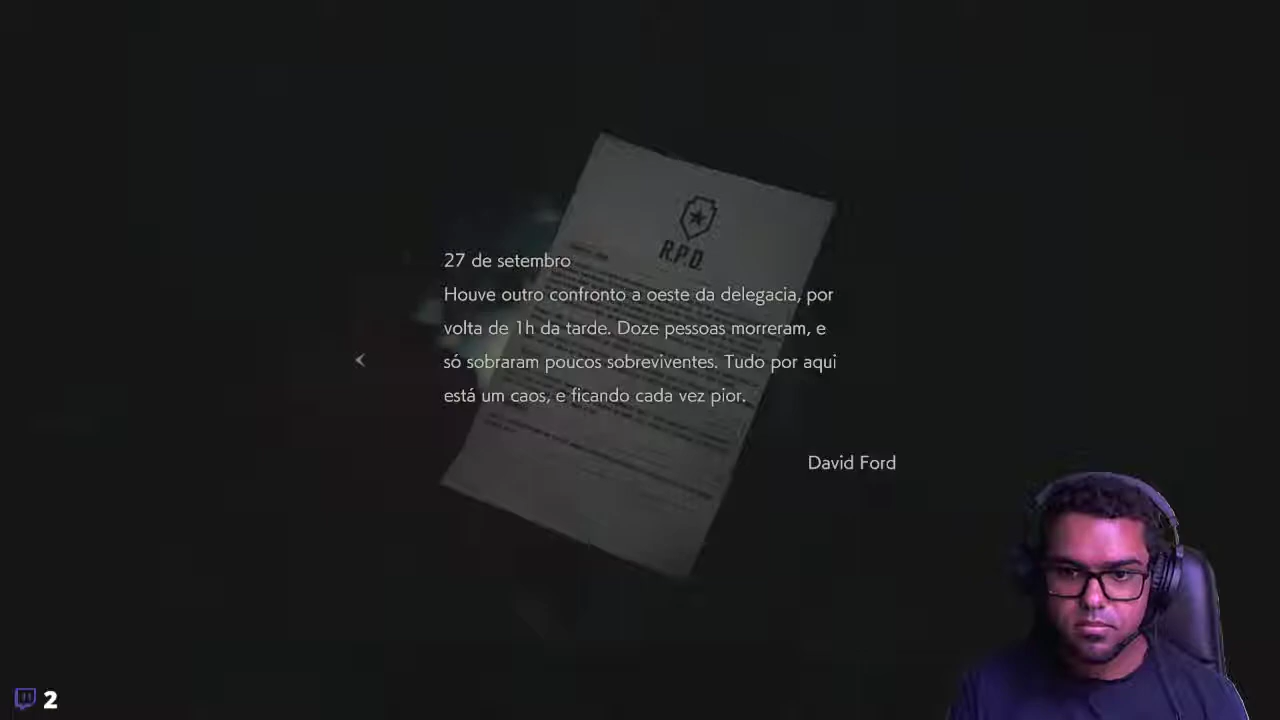 R.P.D.
27 de setembro
Houve outro confronto a oeste da delegacia, por
volta de 1h da tarde. Doze pessoas morreram, e
só sobraram poucos sobreviventes. Tudo por aqui
está um caos, e ficando cada vez pior.
David Ford
2